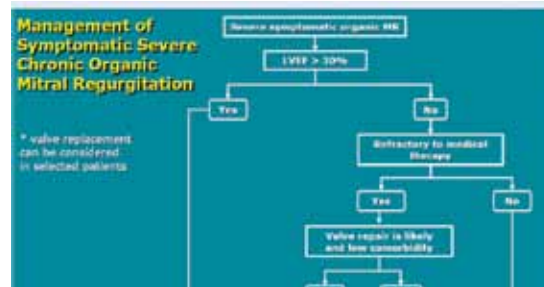 Management of
Symptomatic Severe
Chronic Organic
Mitral Regurgitation
Severe symptomatic organic MR
LVEF > 30%
Yes
No
* valve replacement
can be considered
in selected patients
Refractory to medical
therapy
Yes
No
Valve repair is likely
and low comorbidity